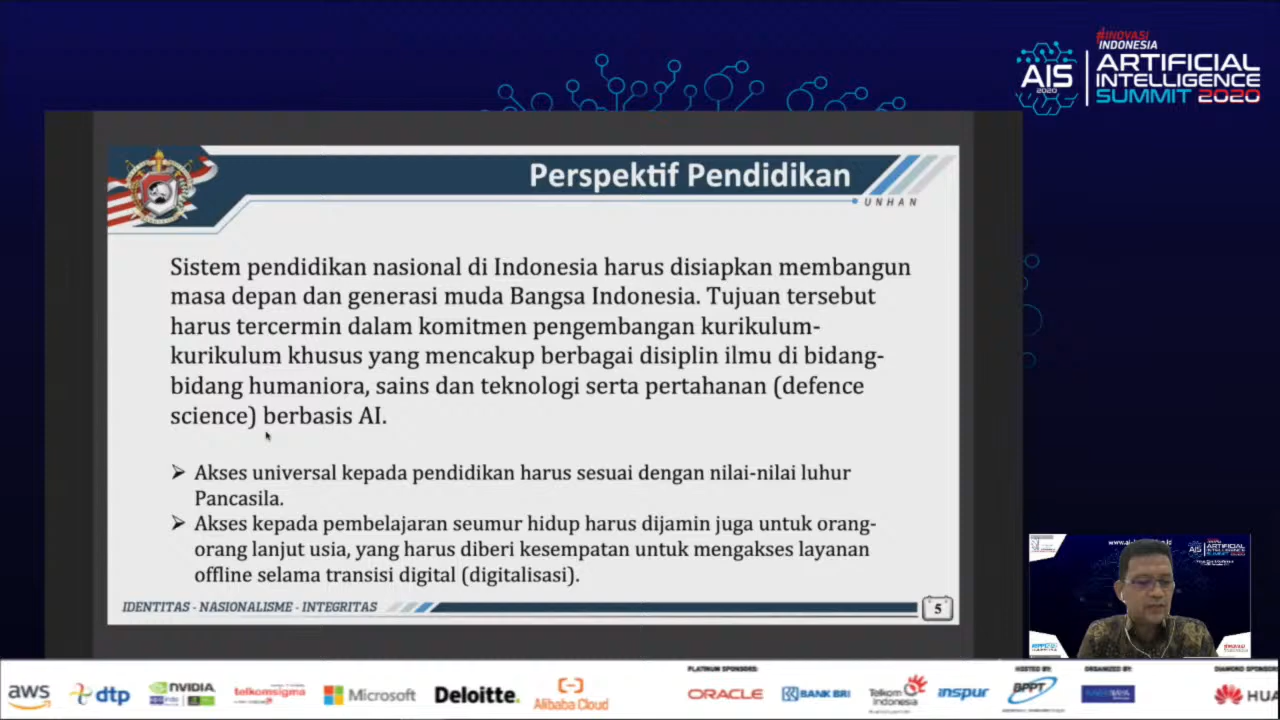 #INOVASI
INDONESIA
AIS
2020
ARTIFICIAL
INTELLIGENCE
SUMMIT 2020
Perspektif Pendidikan
UNHAN
Sistem pendidikan nasional di Indonesia harus disiapkan membangun
masa depan dan generasi muda Bangsa Indonesia. Tujuan tersebut
harus tercermin dalam komitmen pengembangan kurikulum-
kurikulum khusus yang mencakup berbagai disiplin ilmu di bidang-
bidang humaniora, sains dan teknologi serta pertahanan (defence
science) berbasis AI.
➢ Akses universal kepada pendidikan harus sesuai dengan nilai-nilai luhur
Pancasila.
➢ Akses kepada pembelajaran seumur hidup harus dijamin juga untuk orang-
orang lanjut usia, yang harus diberi kesempatan untuk mengakses layanan
offline selama transisi digital (digitalisasi).
IDENTITAS - NASIONALISME - INTEGRITAS
5
AIS
ARTIFICIAL
INTELLIGENCE
SUMMIT 2020
PLATINUM SPONSORS:
HOSTED BY:
ORGANIZED BY:
DIAMOND SPONSOR
aws
dtp
NVIDIA
telkomsigma
Microsoft
Deloitte.
Alibaba Cloud
ORACLE
BANK BRI
Telkom
Indonesia
inspur
BPPT
HUA